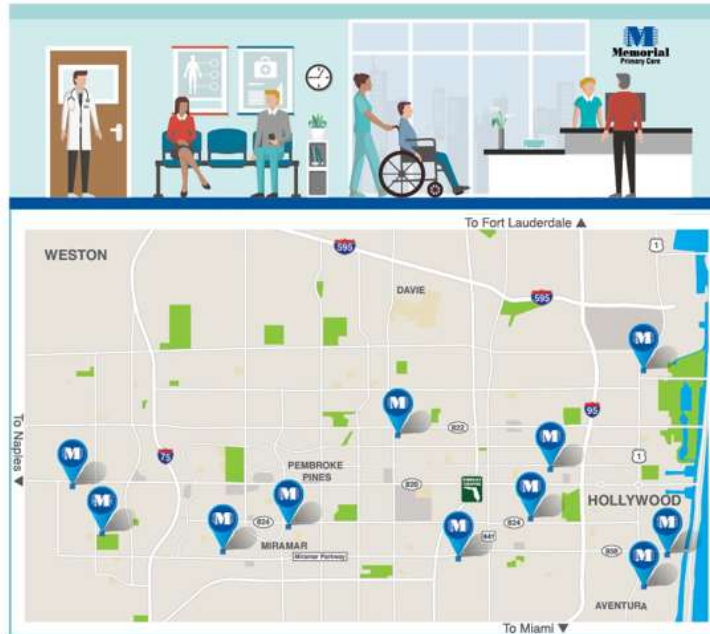 M
Memorial
Primary Care
To Fort Lauderdale ▲
WESTON
595
1
DAVIE
595
M
M
95
822
M
To Naples ▼
M
75
1
PEMBROKE
PINES
820
M
M
M
HOLLYWOOD
M
824
M
441
824
M
MIRAMAR
Miramar Parkway
858
M
AVENTURA
To Miami ▼